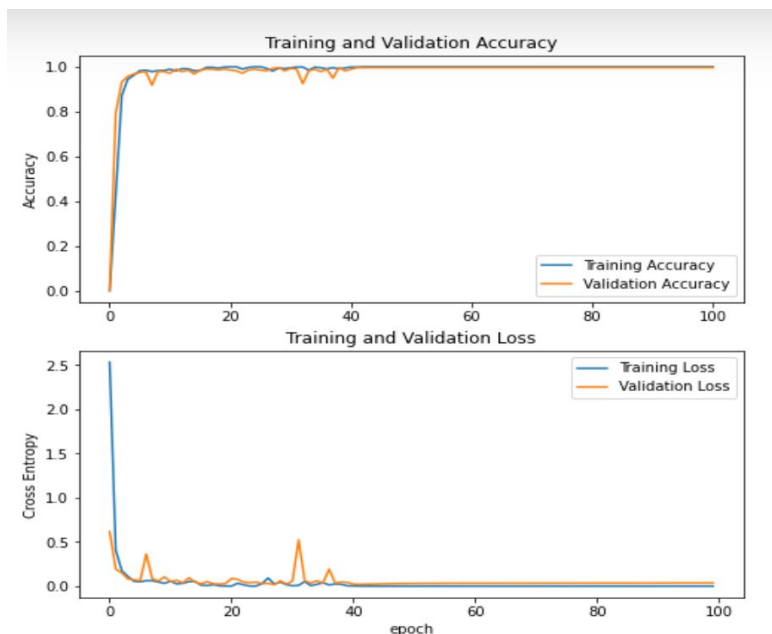 Training and Validation Accuracy
1.0
0.8
0.6
0.4
0.2
0.0
Accuracy
Training Accuracy
Validation Accuracy
0 20 40 60 80 100
Training and Validation Loss
2.5
2.0
1.5
1.0
0.5
0.0
Cross Entropy
Training Loss
Validation Loss
0 20 40 60 80 100
epoch